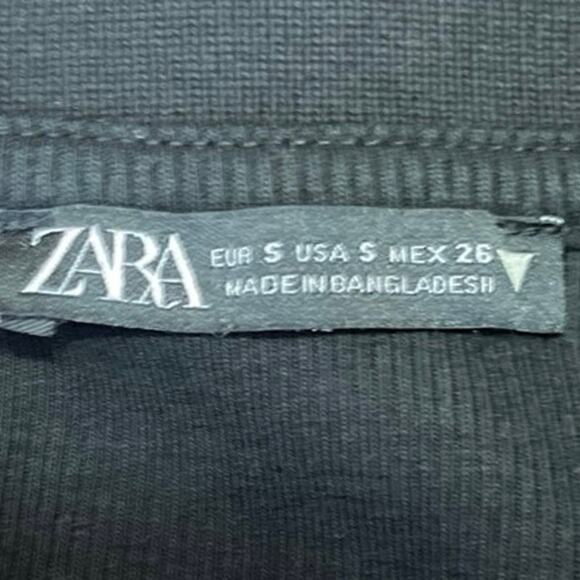 ZARA
EUR S USA S MEX 26
MADE IN BANGLADESH